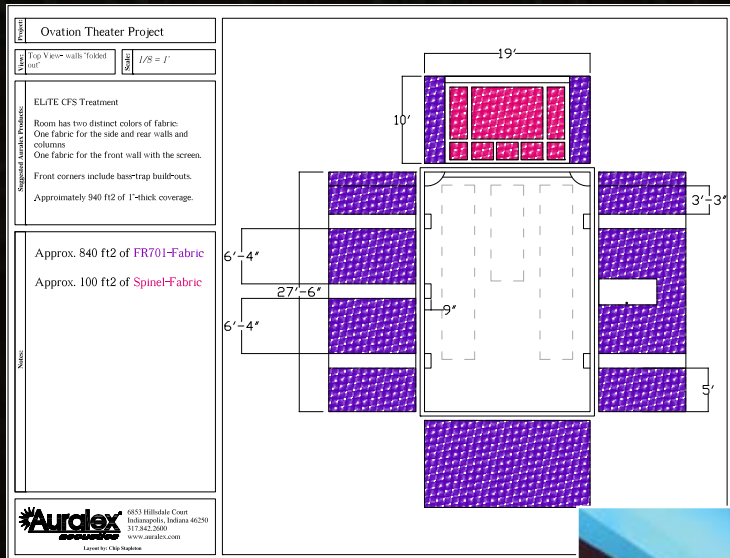 Project:
Ovation Theater Project
View:
Top View- walls "folded
out"
Scale:
1/8 = 1'
Suggested Auralex Products:
ELiTE CFS Treatment
Room has two distinct colors of fabric:
One fabric for the side and rear walls and
columns
One fabric for the front wall with the screen.
Front corners include bass-trap build-outs.
Approimately 940 ft2 of 1"-thick coverage.
Notes:
Approx. 840 ft2 of FR701-Fabric
Approx. 100 ft2 of Spinel-Fabric
Auralex
acoustics
6853 Hillsdale Court
Indianapolis, Indiana 46250
317.842.2600
www.auralex.com
Layout by: Chip Stapleton
19'
10'
3'-3"
6'-4"
27'-6"
9"
6'-4"
5'